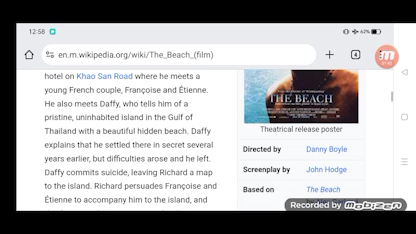 12:58
62%
en.m.wikipedia.org/wiki/The_Beach_(film)
4
hotel on Khao San Road where he meets a
young French couple, Françoise and Étienne.
He also meets Daffy, who tells him of a
pristine, uninhabited island in the Gulf of
Thailand with a beautiful hidden beach. Daffy
explains that he settled there in secret several
years earlier, but difficulties arose and he left.
Daffy commits suicide, leaving Richard a map
to the island. Richard persuades Françoise and
Étienne to accompany him to the island, and
THE BEACH
Theatrical release poster
Directed by Danny Boyle
Screenplay by John Hodge
Based on The Beach
Recorded by MOBIZEN